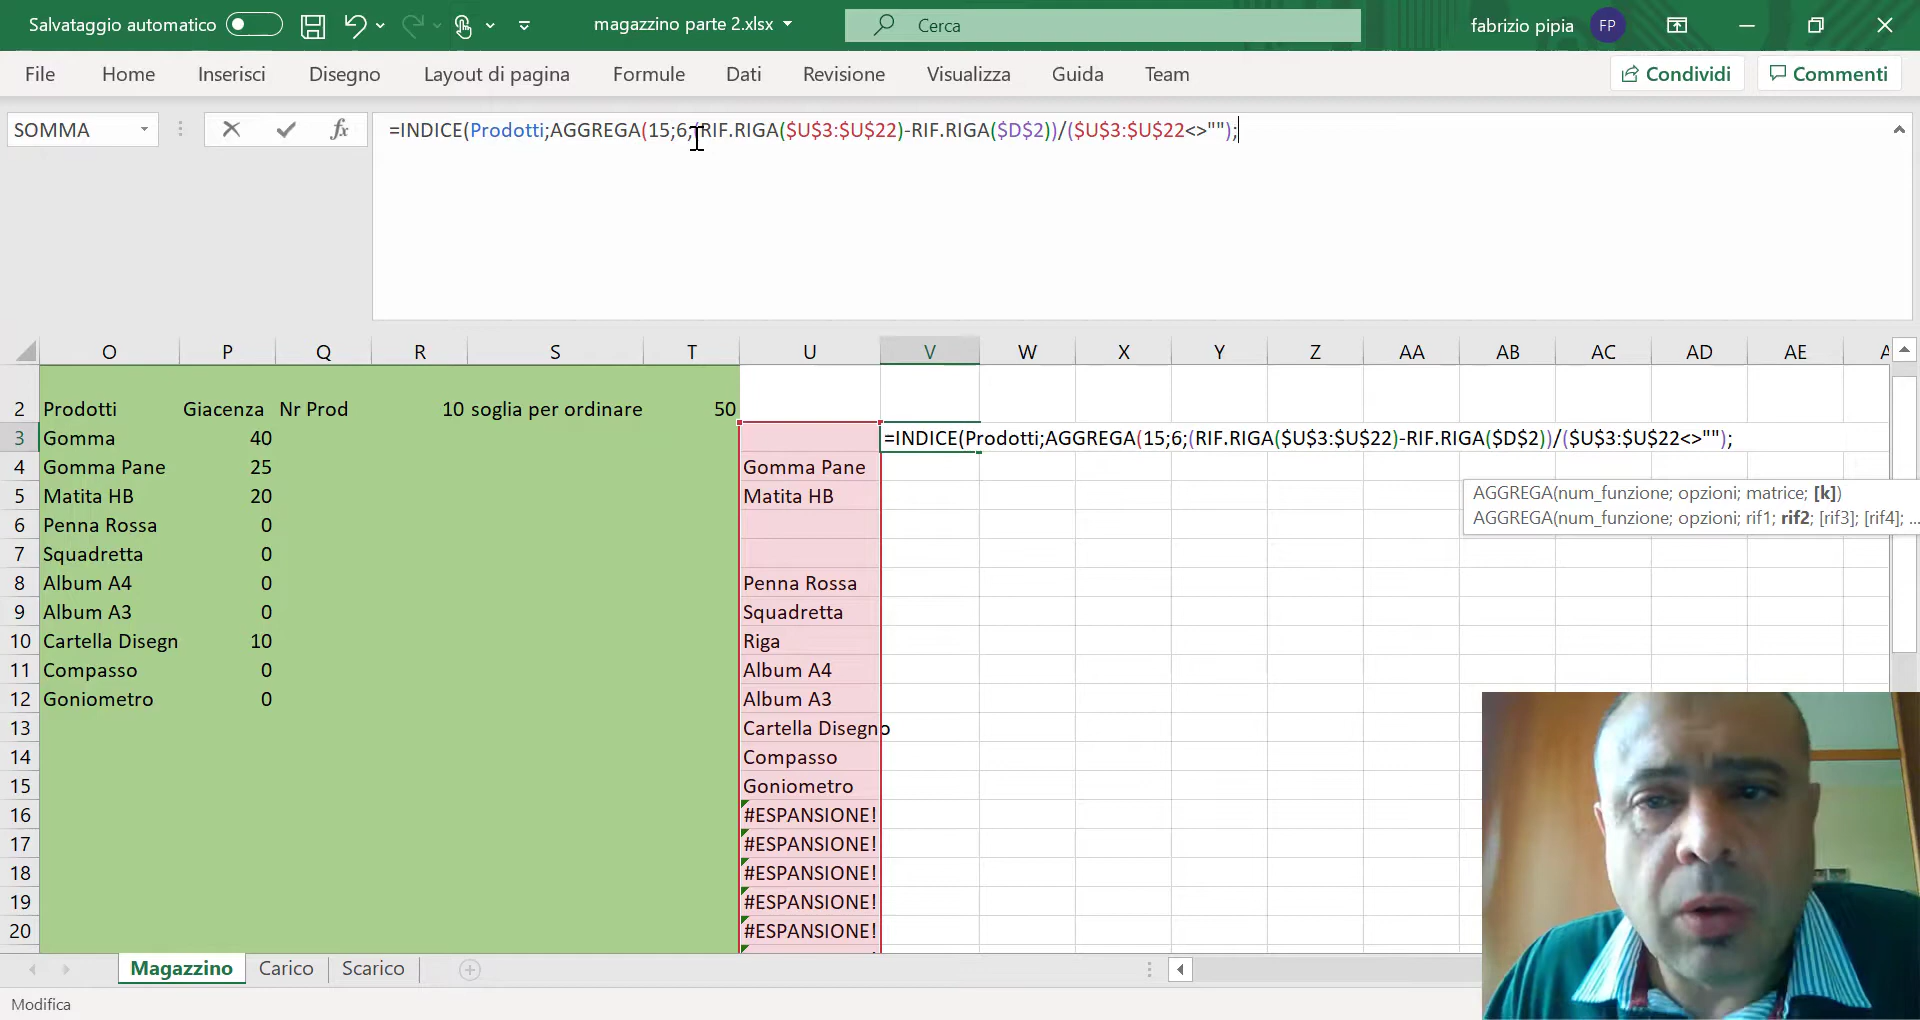 Salvataggio automatico magazzino parte 2.xlsx Cerca fabrizio pipia FP
File Home Inserisci Disegno Layout di pagina Formule Dati Revisione Visualizza Guida Team Condividi Commenti
SOMMA fx =INDICE(Prodotti;AGGREGA(15;6;(RIF.RIGA($U$3:$U$22)-RIF.RIGA($D$2))/($U$3:$U$22<>"");
O P Q R S T U V W X Y Z AA AB AC AD AE
2 Prodotti Giacenza Nr Prod 10 soglia per ordinare 50
3 Gomma 40 =INDICE(Prodotti;AGGREGA(15;6;(RIF.RIGA($U$3:$U$22)-RIF.RIGA($D$2))/($U$3:$U$22<>"");
4 Gomma Pane 25 Gomma Pane
5 Matita HB 20 Matita HB
AGGREGA(num_funzione; opzioni; matrice; [k])
AGGREGA(num_funzione; opzioni; rif1; rif2; [rif3]; [rif4]; ...
6 Penna Rossa 0
7 Squadretta 0
8 Album A4 0 Penna Rossa
9 Album A3 0 Squadretta
10 Cartella Disegn 10 Riga
11 Compasso 0 Album A4
12 Goniometro 0 Album A3
13 Cartella Disegno
14 Compasso
15 Goniometro
16 #ESPANSIONE!
17 #ESPANSIONE!
18 #ESPANSIONE!
19 #ESPANSIONE!
20 #ESPANSIONE!
Magazzino Carico Scarico
Modifica